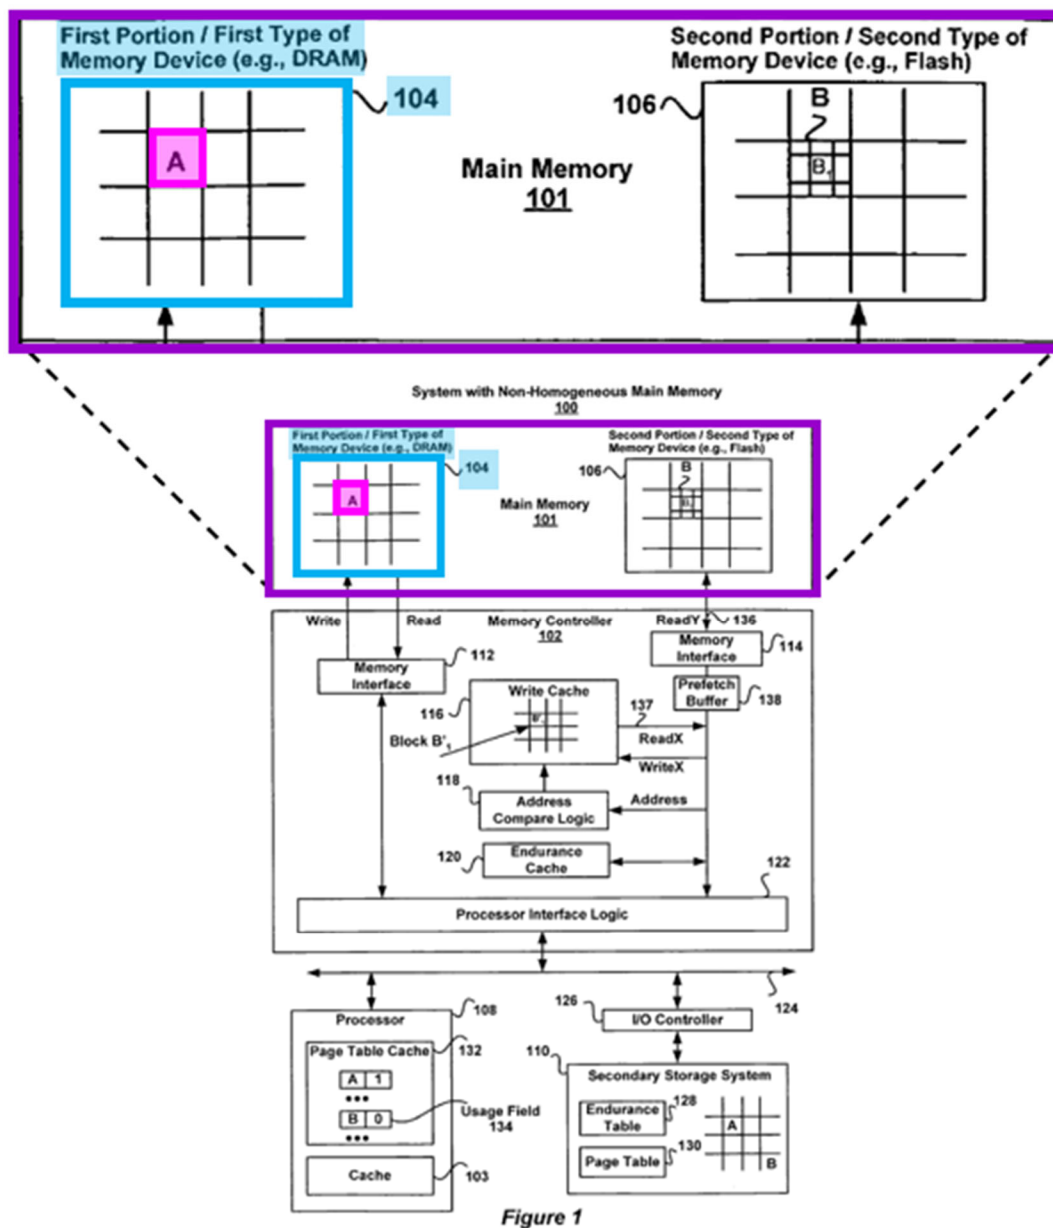 First Portion / First Type of
Memory Device (e.g., DRAM)
104
A
Main Memory
101
Second Portion / Second Type of
Memory Device (e.g., Flash)
106
B
B₁
System with Non-Homogeneous Main Memory
100
First Portion / First Type of
Memory Device (e.g., DRAM)
104
A
Main Memory
101
Second Portion / Second Type of
Memory Device (e.g., Flash)
106
B
B₁
Write
Read
Memory Controller
102
ReadY
136
112
Memory
Interface
Memory
Interface
114
Prefetch
Buffer
138
Write Cache
116
B'₁
Block B'₁
137
ReadX
WriteX
118
Address
Compare Logic
Address
120
Endurance
Cache
122
Processor Interface Logic
124
108
Processor
Page Table Cache
132
A 1
•••
B 0
•••
Usage Field
134
Cache
103
126
I/O Controller
110
Secondary Storage System
Endurance
Table
128
Page Table
130
A
B
Figure 1